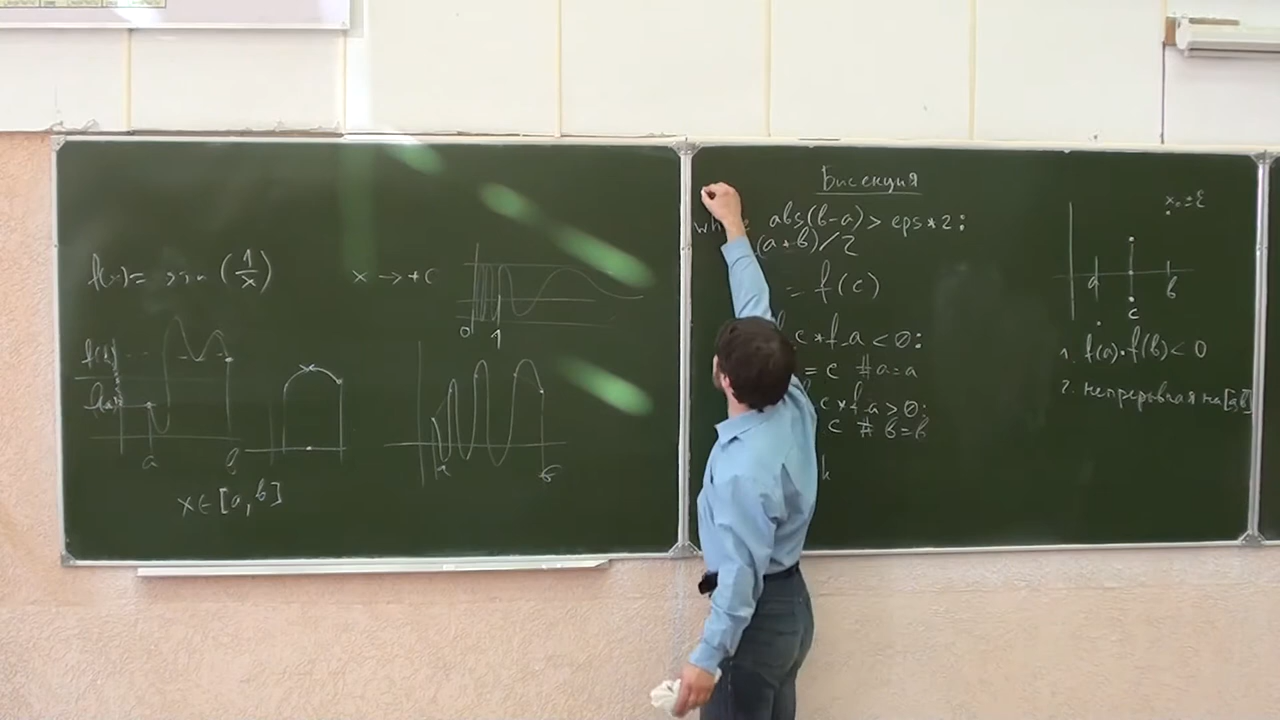 f(x) = sin (1/x)
x → +
0
1
a
b
x ∈ [a, b]
a
b
Бисекция
abs(b-a) > eps*2:
(a+b)/2
= f(c)
c*f_a < 0:
= c #a=a
c*f_a > 0:
c # b=b
k
x₀ ± ε
a
b
c
1. f(a)·f(b) < 0
2. непрерывная на [a,b]